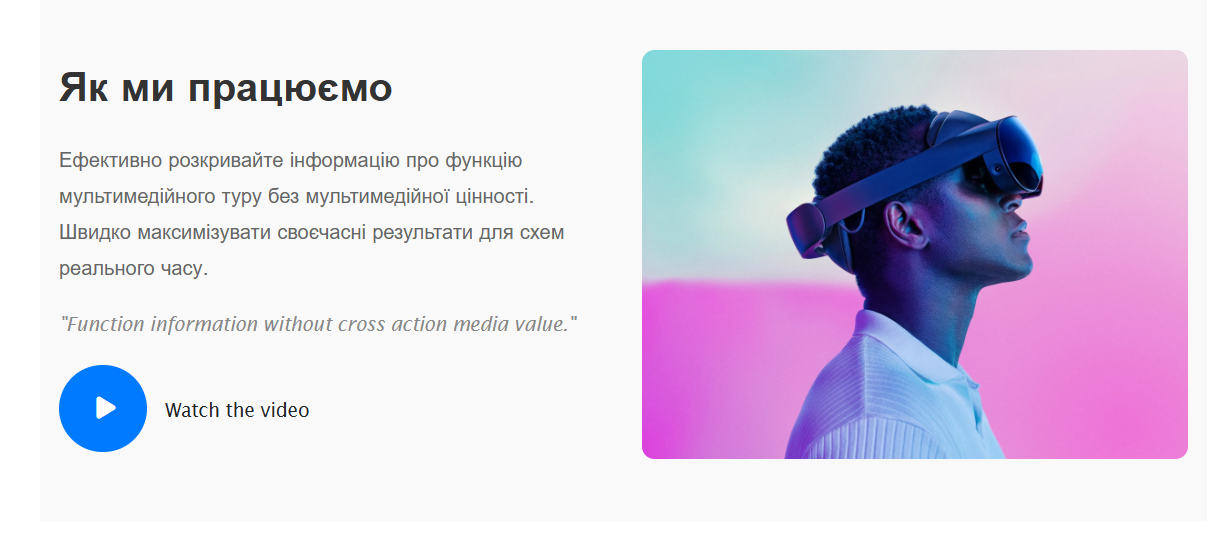 Як ми працюємо
Ефективно розкривайте інформацію про функцію
мультимедійного туру без мультимедійної цінності.
Швидко максимізувати своєчасні результати для схем
реального часу.
"Function information without cross action media value."
Watch the video